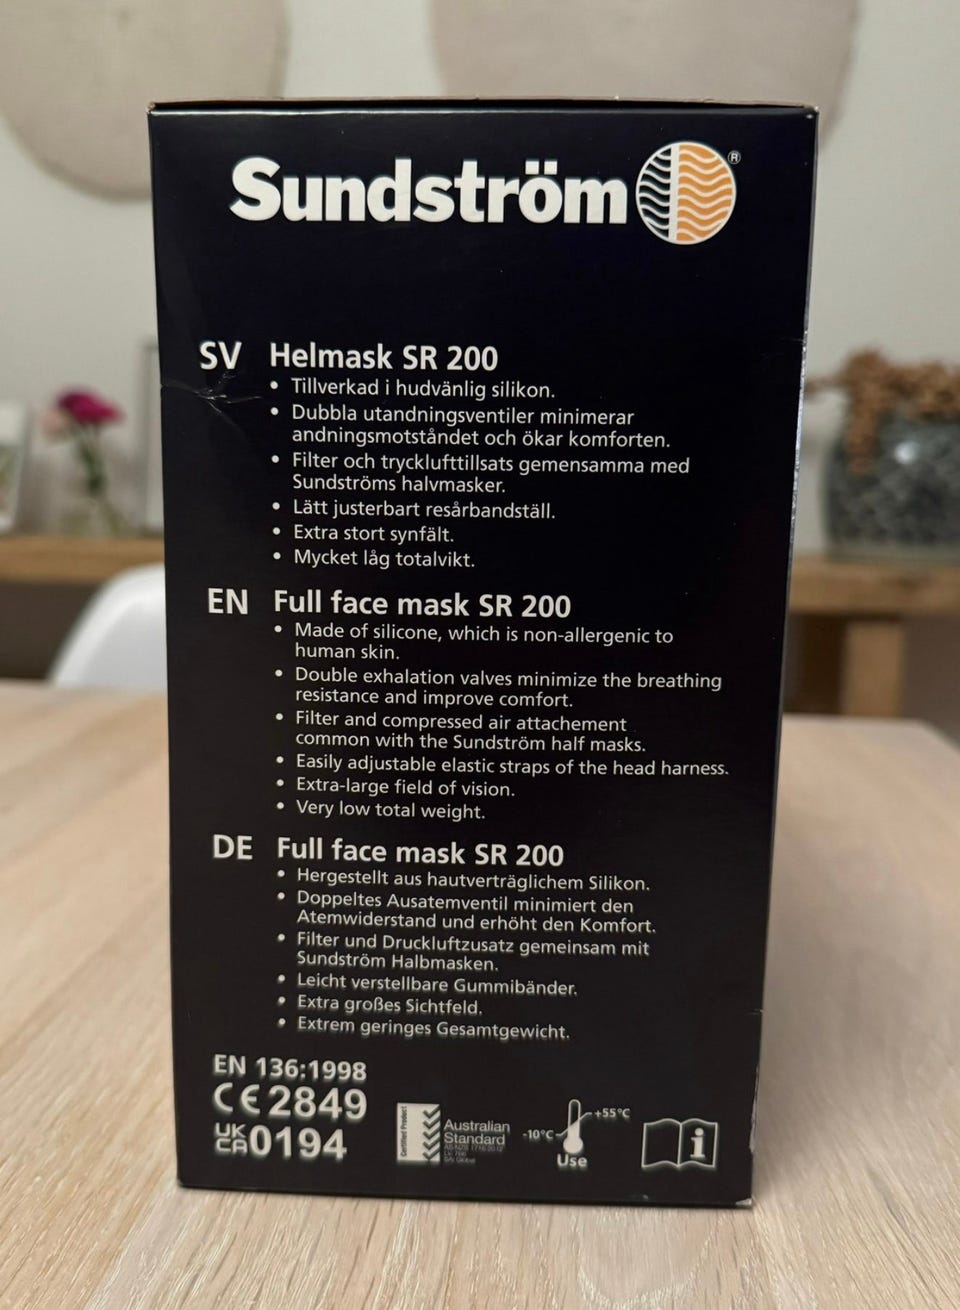 Sundström ®
SV Helmask SR 200
• Tillverkad i hudvänlig silikon.
• Dubbla utandningsventiler minimerar
andningsmotståndet och ökar komforten.
• Filter och trycklufttillsats gemensamma med
Sundströms halvmasker.
• Lätt justerbart resårbandställ.
• Extra stort synfält.
• Mycket låg totalvikt.
EN Full face mask SR 200
• Made of silicone, which is non-allergenic to
human skin.
• Double exhalation valves minimize the breathing
resistance and improve comfort.
• Filter and compressed air attachement
common with the Sundström half masks.
• Easily adjustable elastic straps of the head harness.
• Extra-large field of vision.
• Very low total weight.
DE Full face mask SR 200
• Hergestellt aus hautverträglichem Silikon.
• Doppeltes Ausatemventil minimiert den
Atemwiderstand und erhöht den Komfort.
• Filter und Druckluftzusatz gemeinsam mit
Sundström Halbmasken.
• Leicht verstellbare Gummibänder.
• Extra großes Sichtfeld.
• Extrem geringes Gesamtgewicht.
EN 136:1998
CE 2849
UK
CA 0194
Certified Product
Australian
Standard
-10°C
+55°C
Use
i